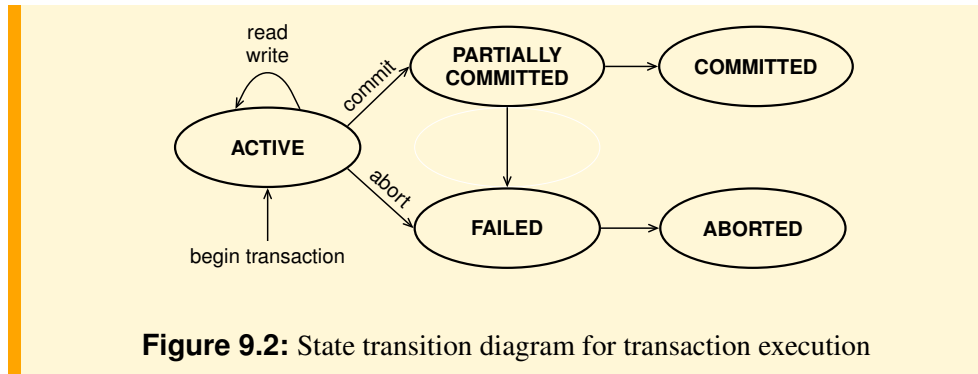 read
write
commit
PARTIALLY
COMMITTED
COMMITTED
ACTIVE
abort
FAILED
ABORTED
begin transaction
Figure 9.2: State transition diagram for transaction execution